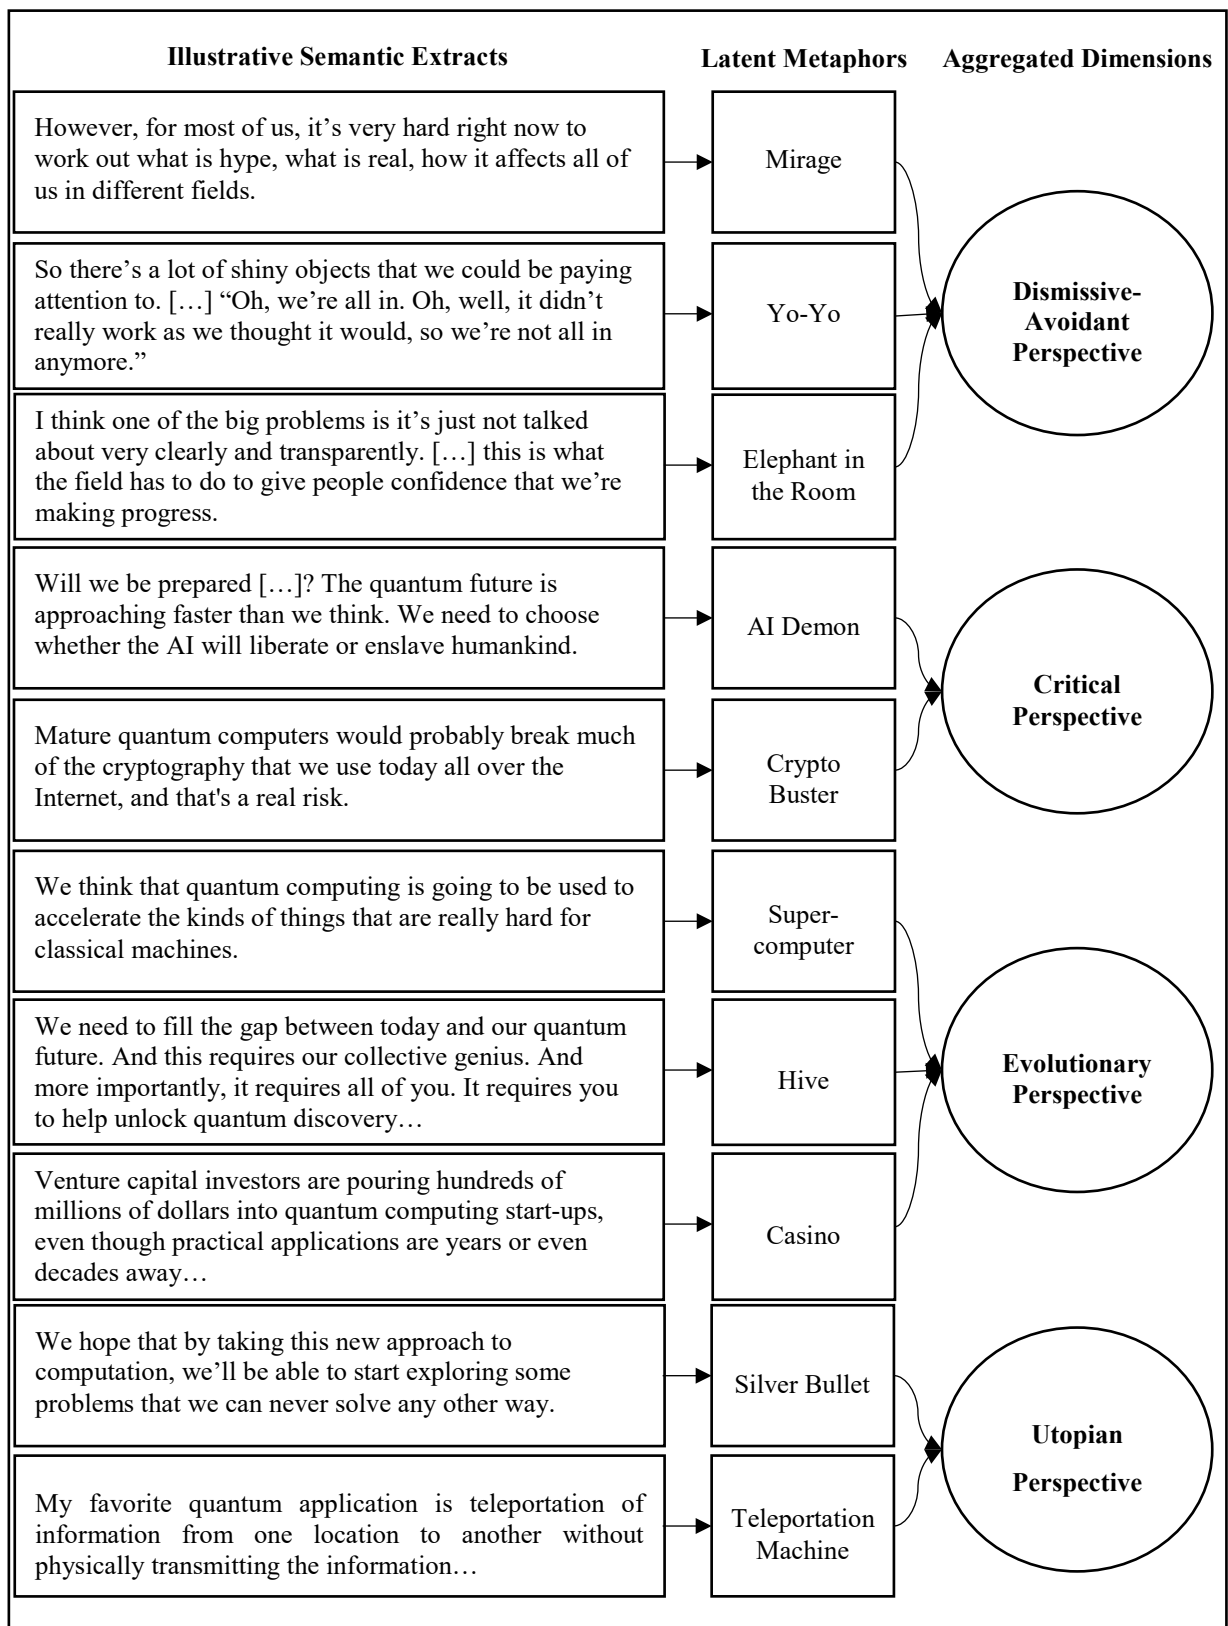 Illustrative Semantic Extracts
Latent Metaphors
Aggregated Dimensions
However, for most of us, it’s very hard right now to
work out what is hype, what is real, how it affects all of
us in different fields.
Mirage
So there’s a lot of shiny objects that we could be paying
attention to. […] “Oh, we’re all in. Oh, well, it didn’t
really work as we thought it would, so we’re not all in
anymore.”
Yo-Yo
I think one of the big problems is it’s just not talked
about very clearly and transparently. […] this is what
the field has to do to give people confidence that we’re
making progress.
Elephant in
the Room
Dismissive-
Avoidant
Perspective
Will we be prepared […]? The quantum future is
approaching faster than we think. We need to choose
whether the AI will liberate or enslave humankind.
AI Demon
Mature quantum computers would probably break much
of the cryptography that we use today all over the
Internet, and that's a real risk.
Crypto
Buster
Critical
Perspective
We think that quantum computing is going to be used to
accelerate the kinds of things that are really hard for
classical machines.
Super-
computer
We need to fill the gap between today and our quantum
future. And this requires our collective genius. And
more importantly, it requires all of you. It requires you
to help unlock quantum discovery…
Hive
Venture capital investors are pouring hundreds of
millions of dollars into quantum computing start-ups,
even though practical applications are years or even
decades away…
Casino
Evolutionary
Perspective
We hope that by taking this new approach to
computation, we’ll be able to start exploring some
problems that we can never solve any other way.
Silver Bullet
My favorite quantum application is teleportation of
information from one location to another without
physically transmitting the information…
Teleportation
Machine
Utopian
Perspective